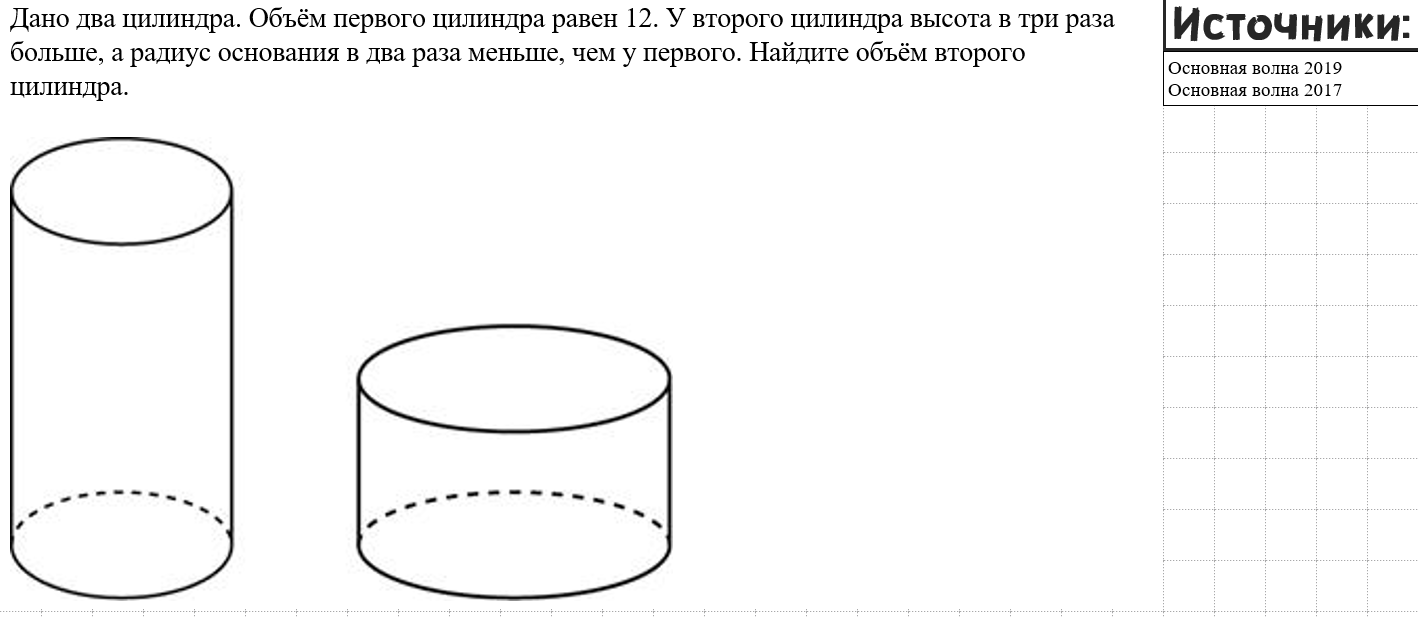 Дано два цилиндра. Объём первого цилиндра равен 12. У второго цилиндра высота в три раза
больше, а радиус основания в два раза меньше, чем у первого. Найдите объём второго
цилиндра.
Источники:
Основная волна 2019
Основная волна 2017